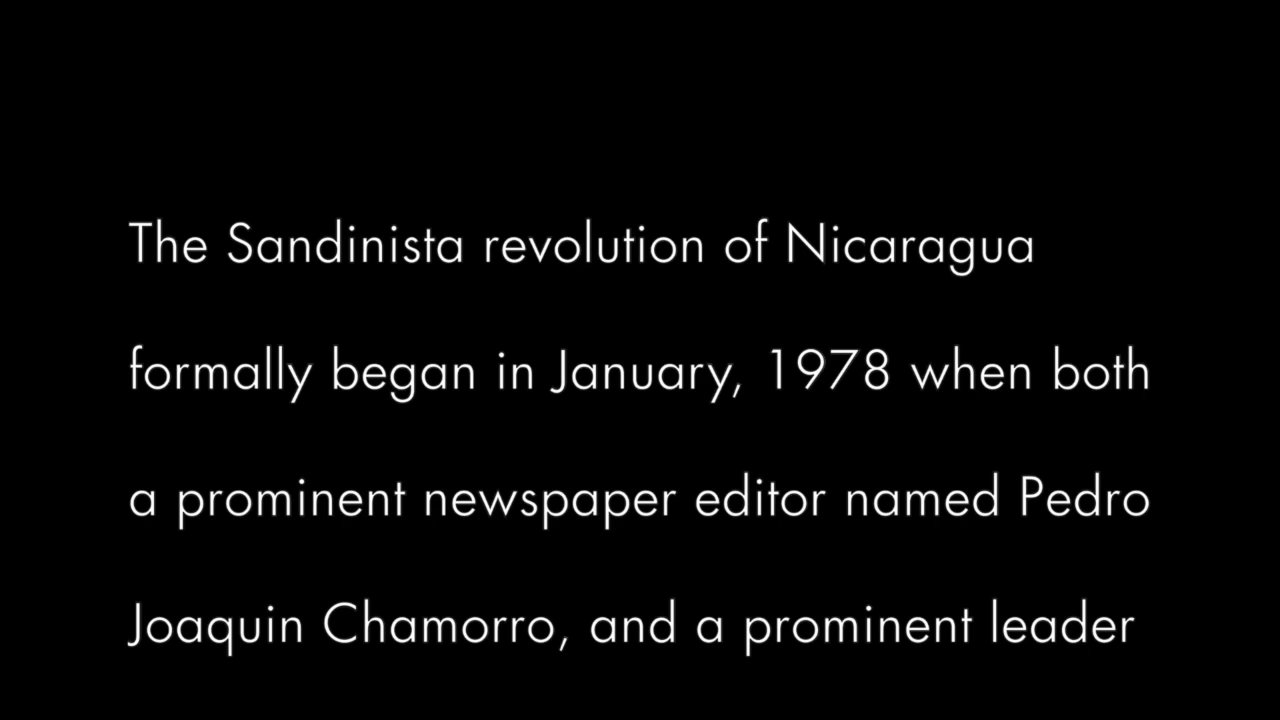 The Sandinista revolution of Nicaragua
formally began in January, 1978 when both
a prominent newspaper editor named Pedro
Joaquin Chamorro, and a prominent leader